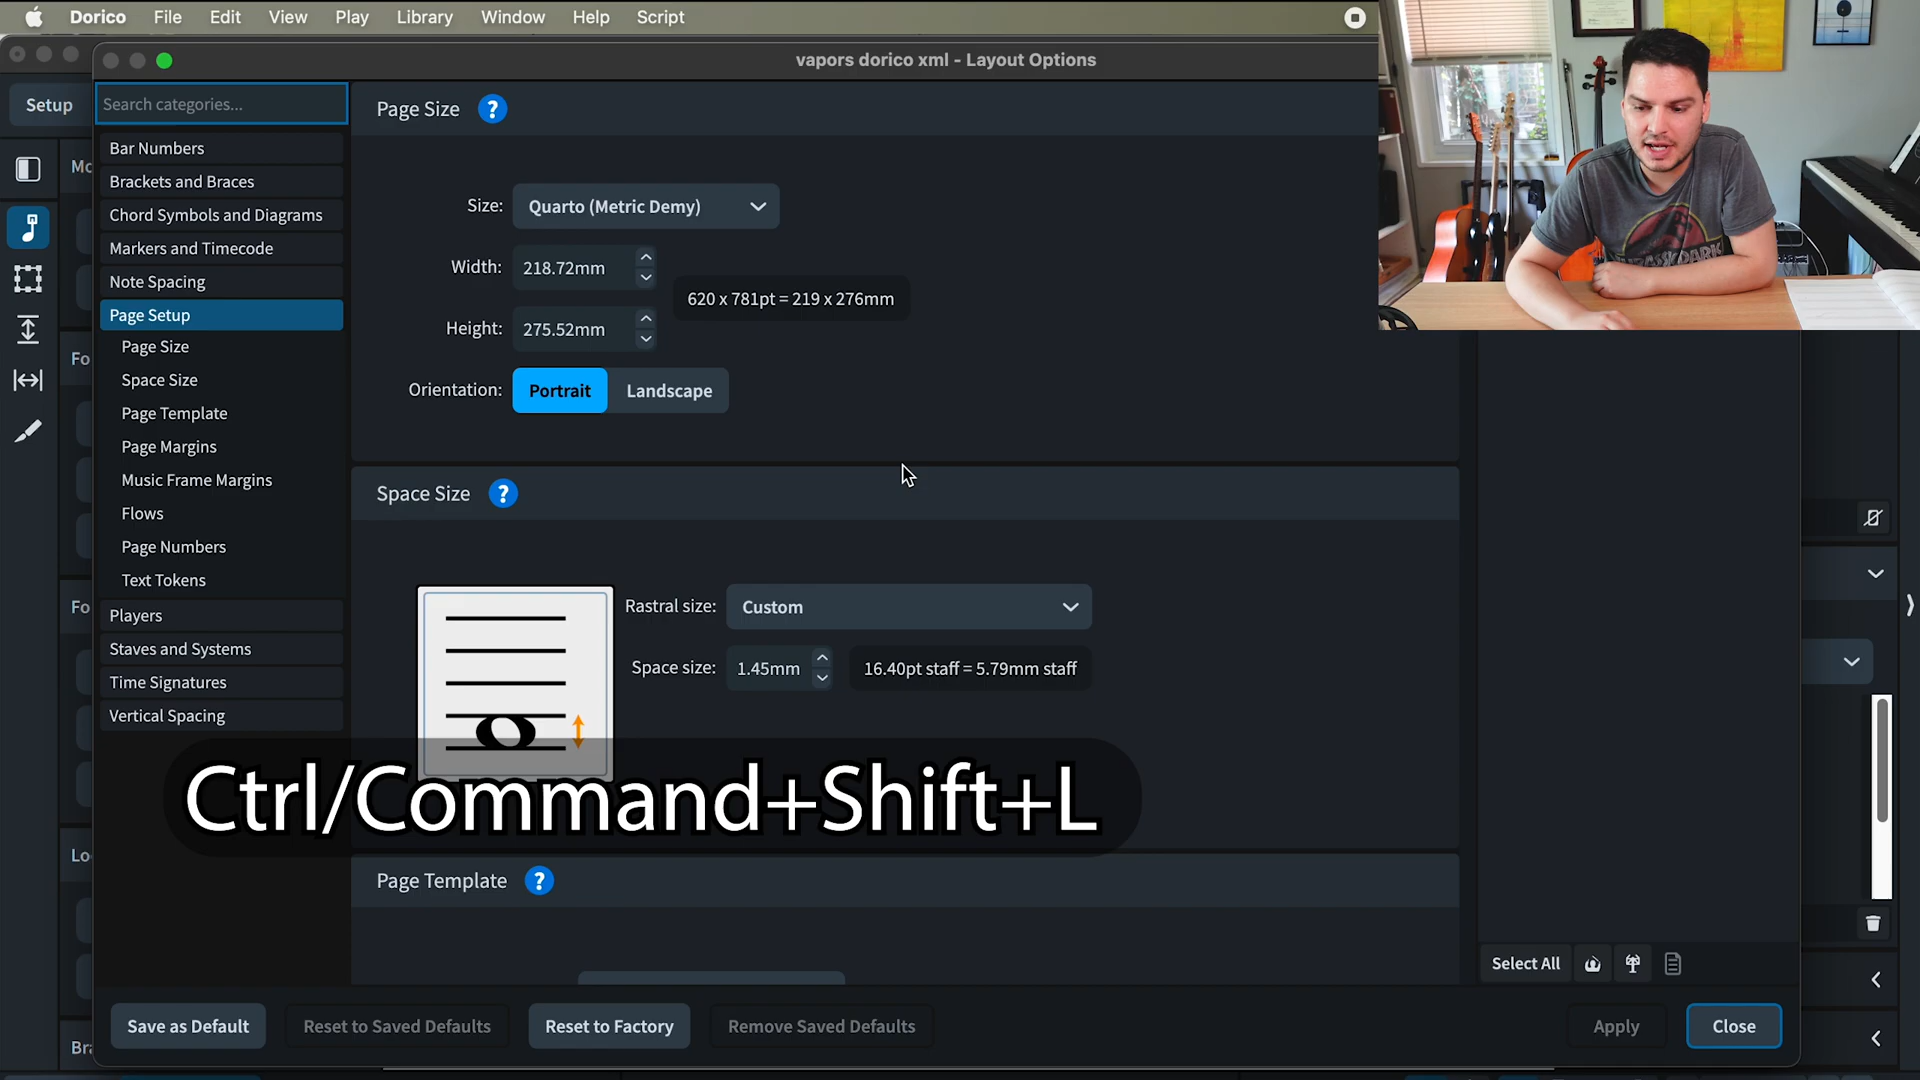 Dorico File Edit View Play Library Window Help Script
vapors dorico xml - Layout Options
Setup
Search categories...
Page Size ?
Bar Numbers
Mo
Brackets and Braces
Chord Symbols and Diagrams
Size: Quarto (Metric Demy)
Markers and Timecode
Width: 218.72mm
Note Spacing
620 x 781pt = 219 x 276mm
Page Setup
Height: 275.52mm
Page Size
Fo
Space Size
Orientation: Portrait Landscape
Page Template
Page Margins
Music Frame Margins
Space Size ?
Flows
Page Numbers
Text Tokens
Fo
Rastral size: Custom
Players
Staves and Systems
Space size: 1.45mm 16.40pt staff = 5.79mm staff
Time Signatures
Vertical Spacing
Ctrl/Command+Shift+L
Lo
Page Template ?
Select All
Save as Default Reset to Saved Defaults Reset to Factory Remove Saved Defaults Apply Close
Bra